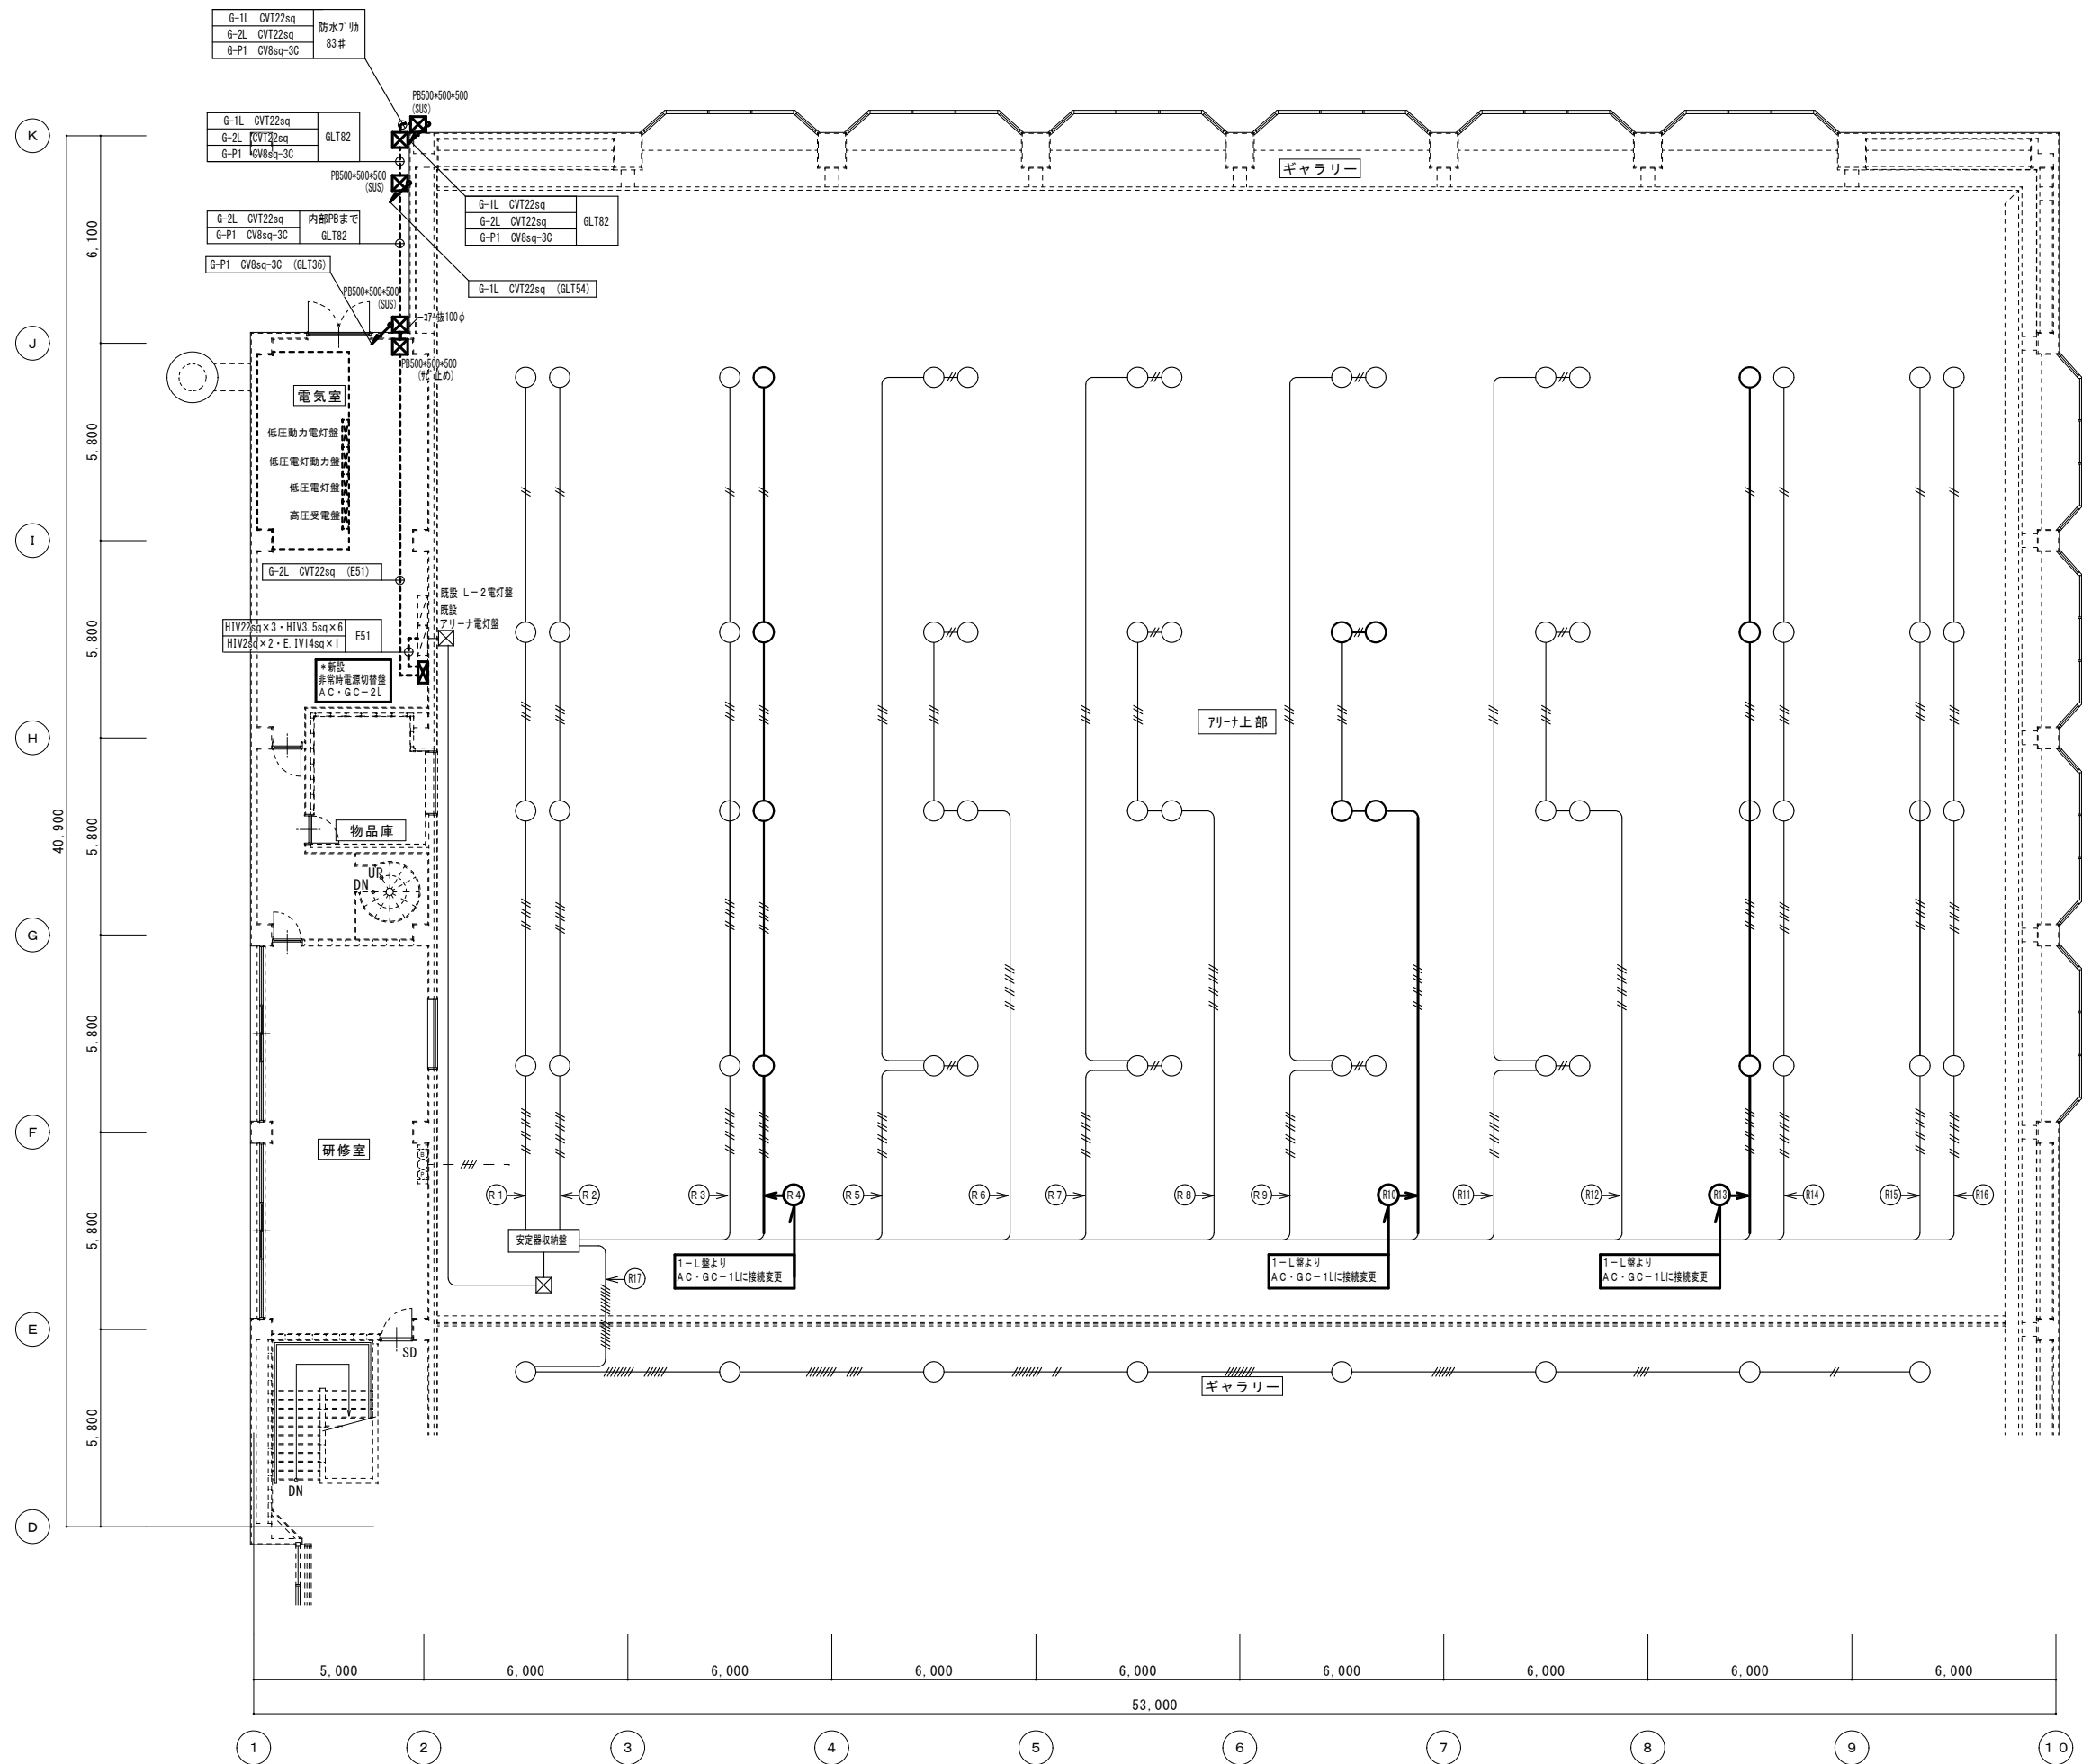 G-1L CVT22sq
G-2L CVT22sq
G-P1 CV8sq-3C
防水プリカ
83#
PB500*500*500
(SUS)
G-1L CVT22sq
G-2L CVT22sq
G-P1 CV8sq-3C
GLT82
PB500*500*500
(SUS)
G-1L CVT22sq
G-2L CVT22sq
G-P1 CV8sq-3C
GLT82
G-2L CVT22sq
G-P1 CV8sq-3C
内部PBまで
GLT82
G-P1 CV8sq-3C (GLT36)
G-1L CVT22sq (GLT54)
PB500*500*500
(SUS)
コア抜100φ
PB500*500*500
(サビ止め)
ギャラリー
電気室
低圧動力電灯盤
低圧電灯動力盤
低圧電灯盤
高圧受電盤
G-2L CVT22sq (E51)
既設 L-2電灯盤
既設
アリーナ電灯盤
HIV22sq×3・HIV3.5sq×6
HIV2sq×2・E.IV14sq×1
E51
*新設
非常時電源切替盤
AC・GC-2L
アリーナ上部
物品庫
UP
DN
研修室
R1
R2
R3
R4
R5
R6
R7
R8
R9
R10
R11
R12
R13
R14
R15
R16
安定器収納盤
R17
1-L盤より
AC・GC-1Lに接続変更
1-L盤より
AC・GC-1Lに接続変更
1-L盤より
AC・GC-1Lに接続変更
SD
ギャラリー
DN
K
J
I
H
G
F
E
D
6,100
5,800
5,800
5,800
5,800
5,800
5,800
40,900
5,000
6,000
6,000
6,000
6,000
6,000
6,000
6,000
6,000
53,000
1
2
3
4
5
6
7
8
9
10